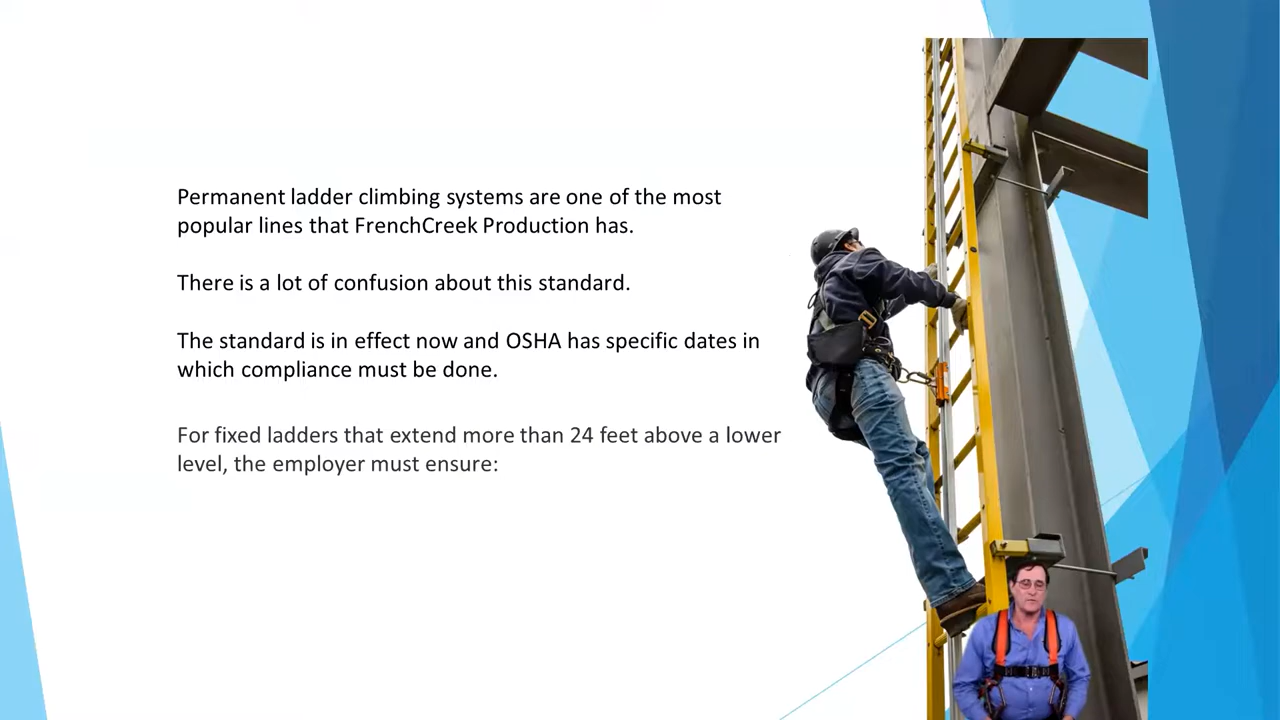 Permanent ladder climbing systems are one of the most
popular lines that FrenchCreek Production has.
There is a lot of confusion about this standard.
The standard is in effect now and OSHA has specific dates in
which compliance must be done.
For fixed ladders that extend more than 24 feet above a lower
level, the employer must ensure: